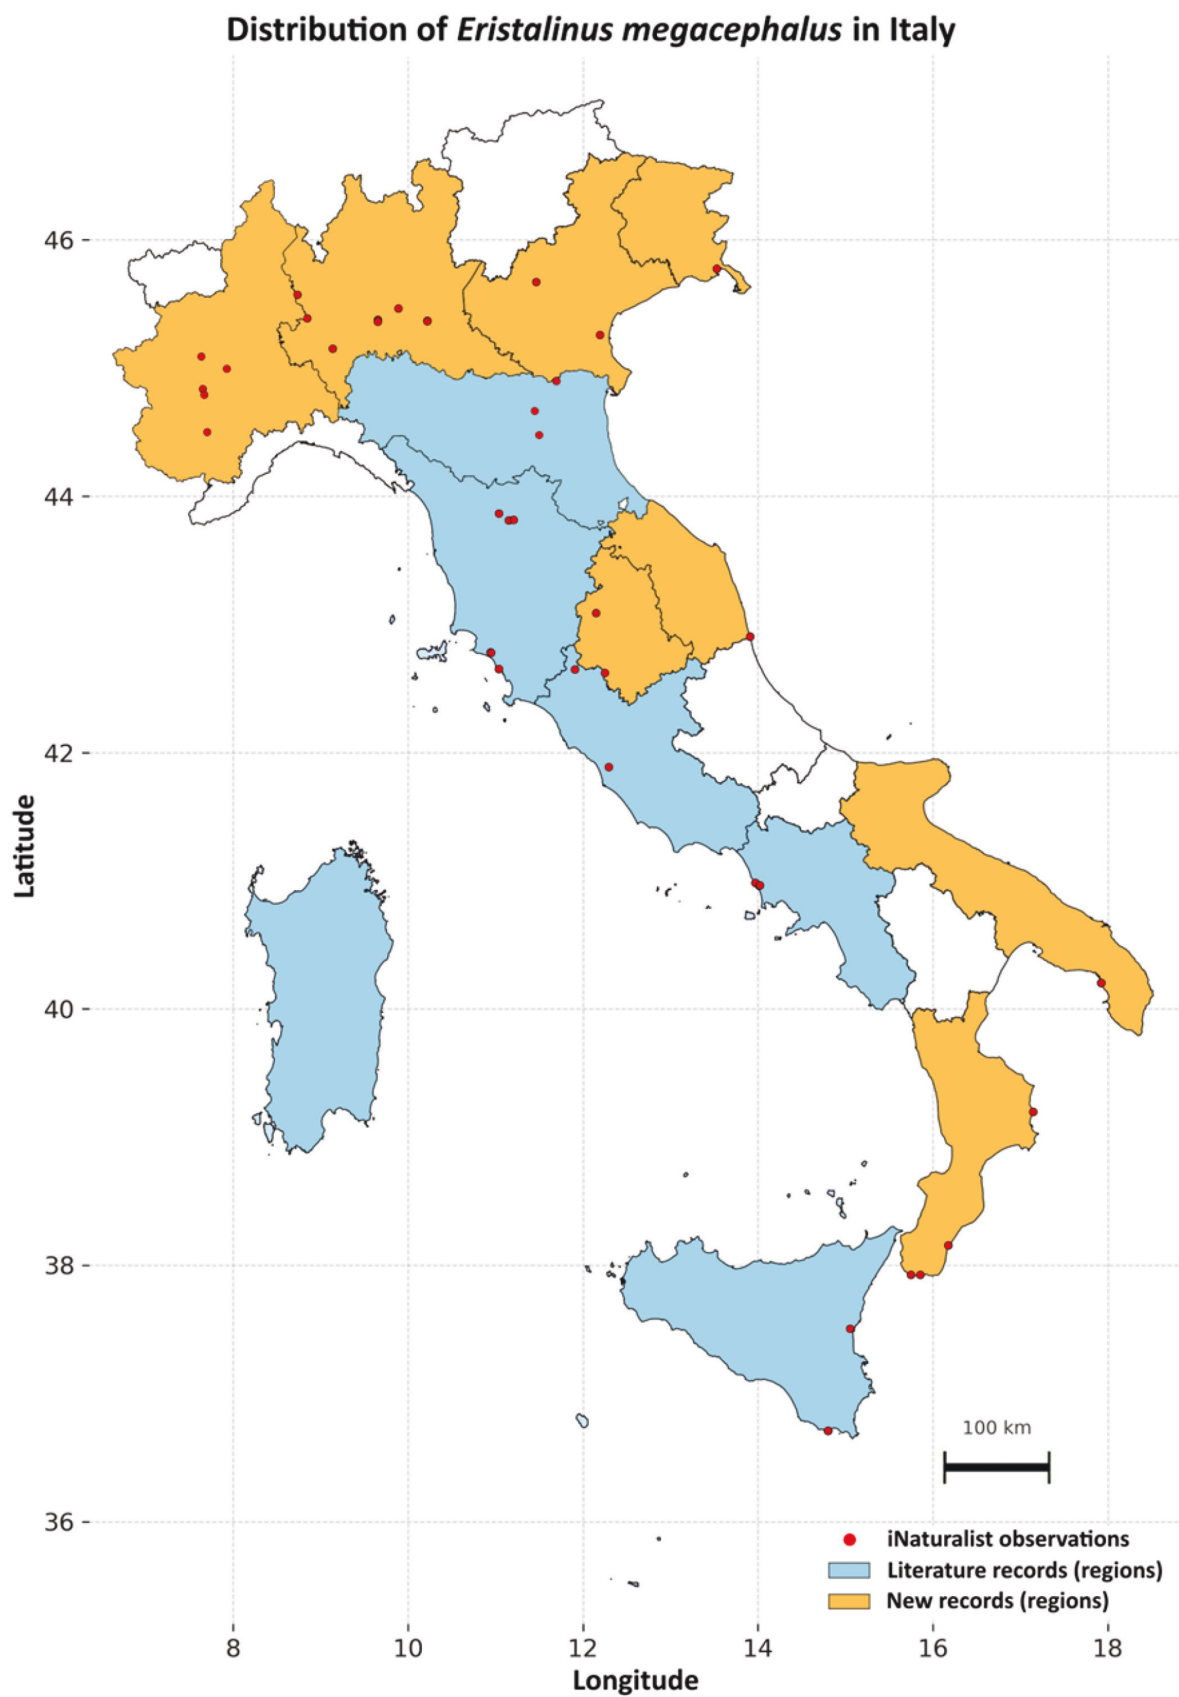 Distribution of Eristalinus megacephalus in Italy
46
44
42
40
38
36
Latitude
100 km
iNaturalist observations
Literature records (regions)
New records (regions)
8 10 12 14 16 18
Longitude